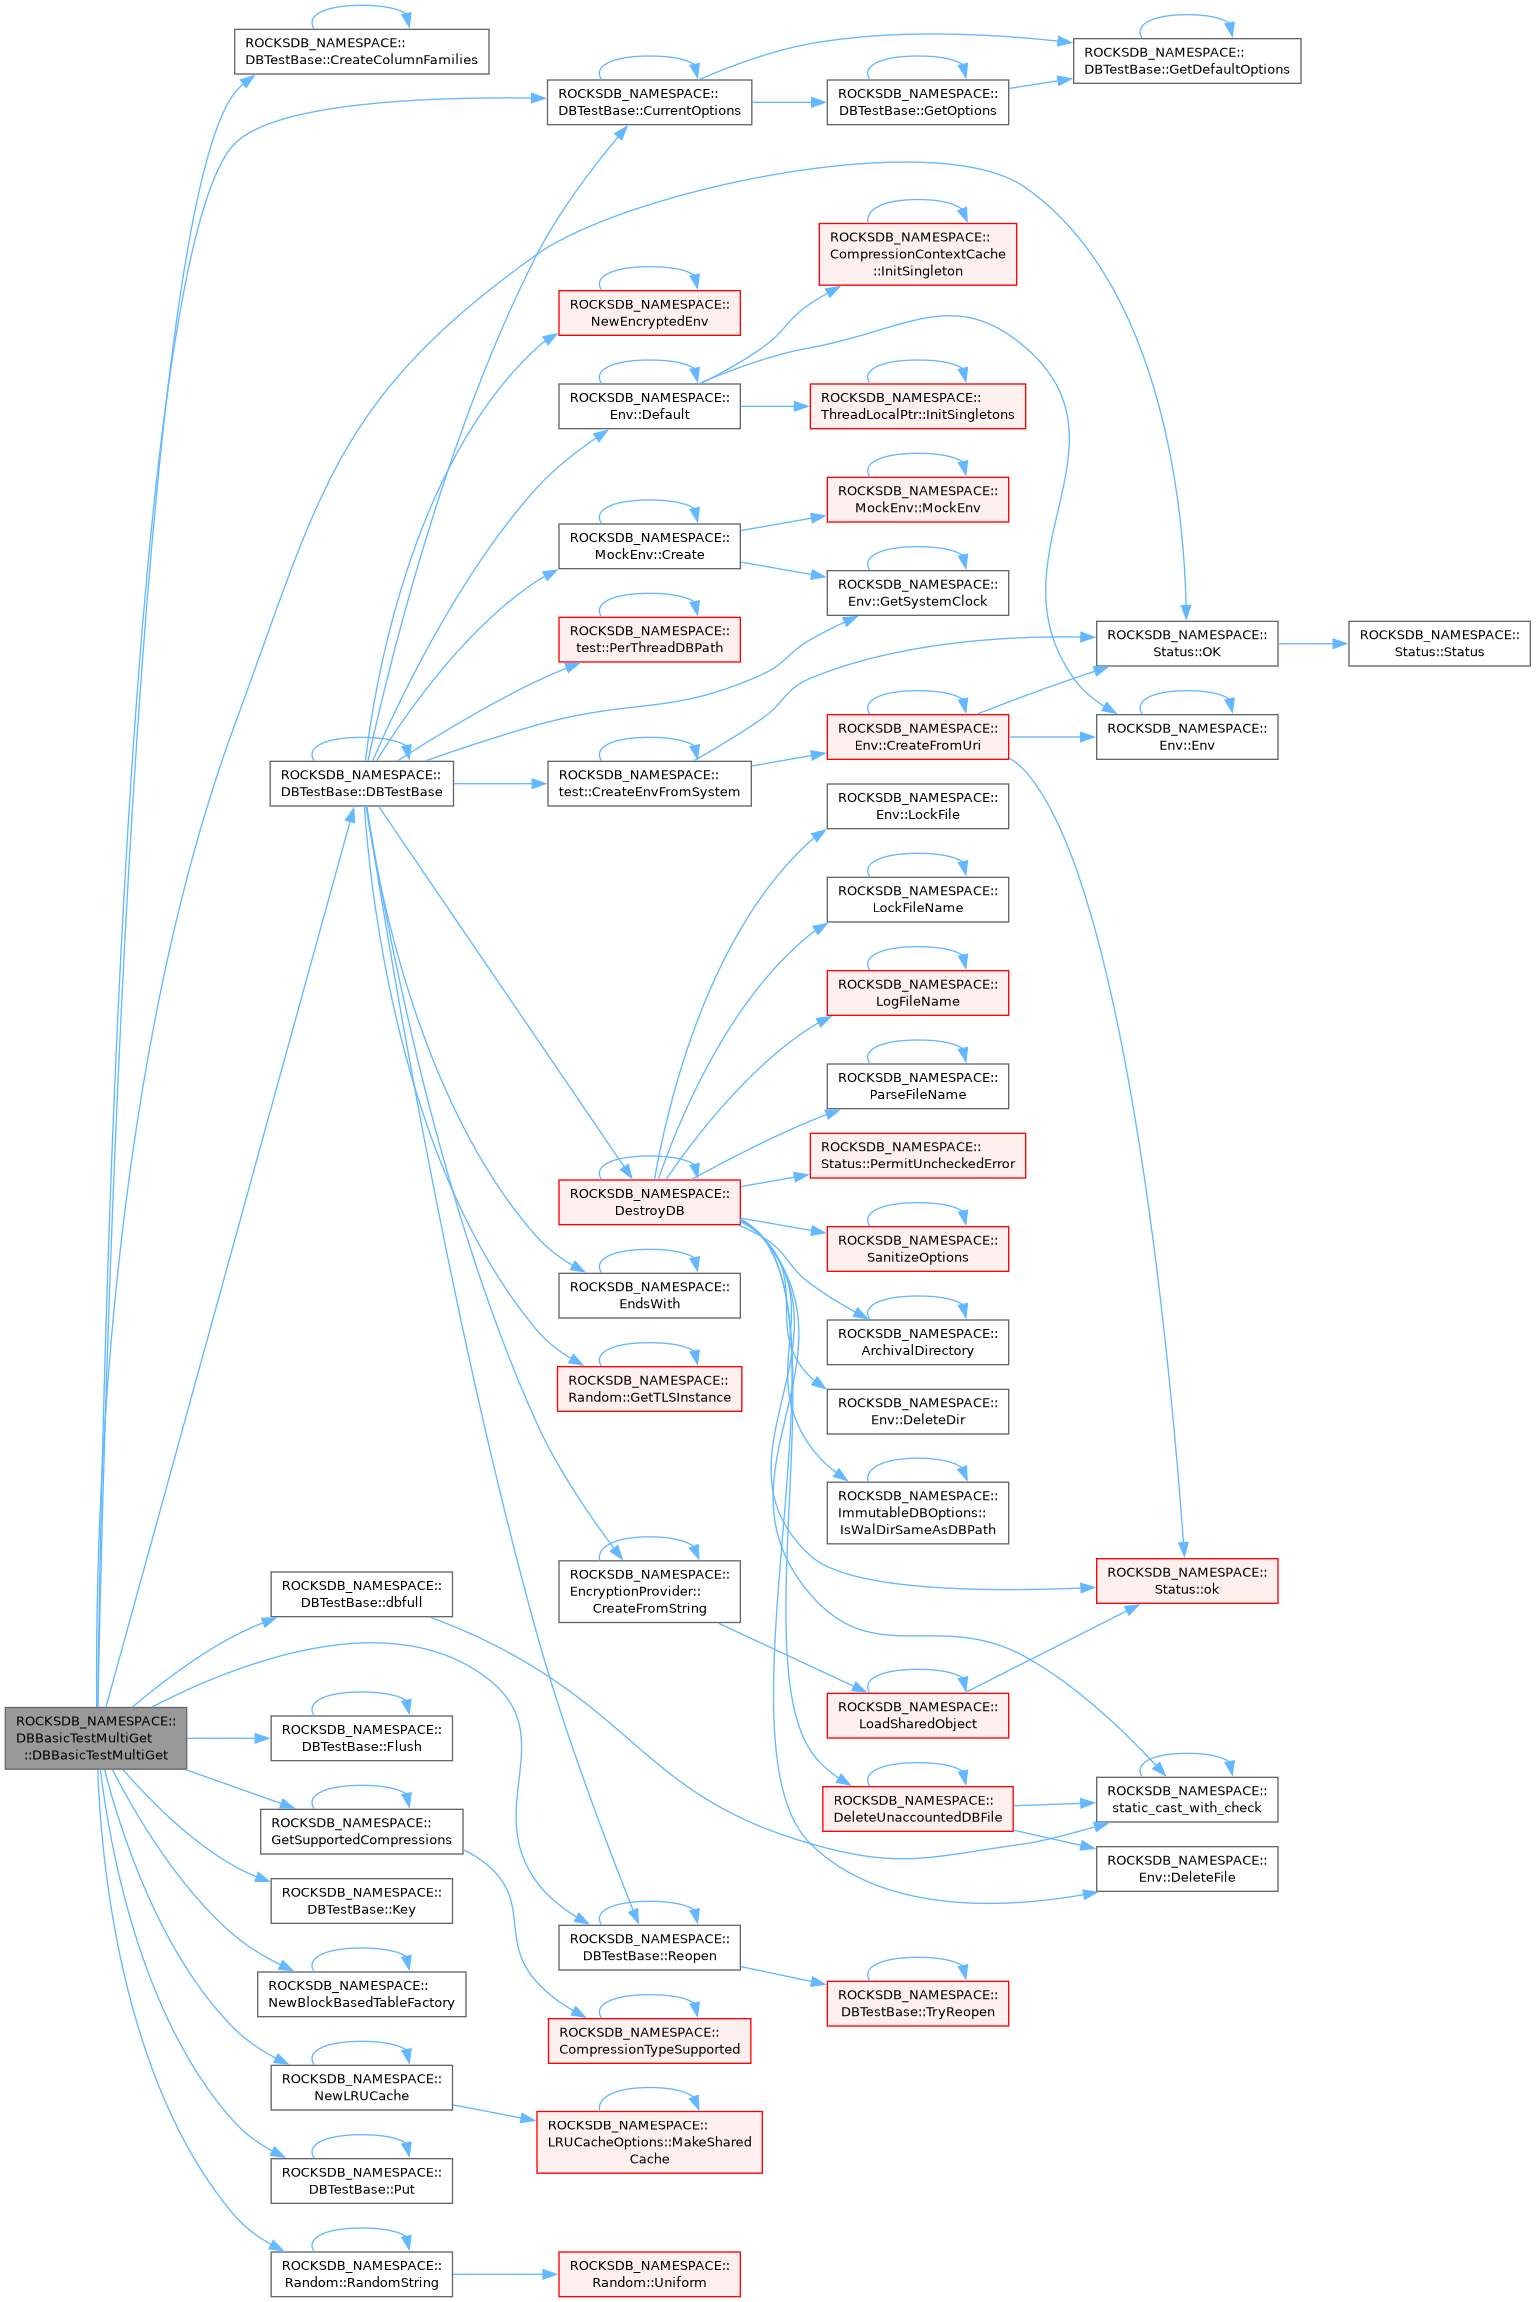 ROCKSDB_NAMESPACE::
DBTestBase::CreateColumnFamilies
ROCKSDB_NAMESPACE::
DBTestBase::CurrentOptions
ROCKSDB_NAMESPACE::
DBTestBase::GetOptions
ROCKSDB_NAMESPACE::
DBTestBase::GetDefaultOptions
ROCKSDB_NAMESPACE::
CompressionContextCache
::InitSingleton
ROCKSDB_NAMESPACE::
NewEncryptedEnv
ROCKSDB_NAMESPACE::
Env::Default
ROCKSDB_NAMESPACE::
ThreadLocalPtr::InitSingletons
ROCKSDB_NAMESPACE::
MockEnv::MockEnv
ROCKSDB_NAMESPACE::
MockEnv::Create
ROCKSDB_NAMESPACE::
Env::GetSystemClock
ROCKSDB_NAMESPACE::
test::PerThreadDBPath
ROCKSDB_NAMESPACE::
Status::OK
ROCKSDB_NAMESPACE::
Status::Status
ROCKSDB_NAMESPACE::
Env::CreateFromUri
ROCKSDB_NAMESPACE::
Env::Env
ROCKSDB_NAMESPACE::
DBTestBase::DBTestBase
ROCKSDB_NAMESPACE::
test::CreateEnvFromSystem
ROCKSDB_NAMESPACE::
Env::LockFile
ROCKSDB_NAMESPACE::
LockFileName
ROCKSDB_NAMESPACE::
LogFileName
ROCKSDB_NAMESPACE::
ParseFileName
ROCKSDB_NAMESPACE::
Status::PermitUncheckedError
ROCKSDB_NAMESPACE::
DestroyDB
ROCKSDB_NAMESPACE::
SanitizeOptions
ROCKSDB_NAMESPACE::
EndsWith
ROCKSDB_NAMESPACE::
ArchivalDirectory
ROCKSDB_NAMESPACE::
Random::GetTLSInstance
ROCKSDB_NAMESPACE::
Env::DeleteDir
ROCKSDB_NAMESPACE::
ImmutableDBOptions::
IsWalDirSameAsDBPath
ROCKSDB_NAMESPACE::
Status::ok
ROCKSDB_NAMESPACE::
EncryptionProvider::
CreateFromString
ROCKSDB_NAMESPACE::
DBTestBase::dbfull
ROCKSDB_NAMESPACE::
LoadSharedObject
ROCKSDB_NAMESPACE::
DBBasicTestMultiGet
::DBBasicTestMultiGet
ROCKSDB_NAMESPACE::
DBTestBase::Flush
ROCKSDB_NAMESPACE::
DeleteUnaccountedDBFile
ROCKSDB_NAMESPACE::
static_cast_with_check
ROCKSDB_NAMESPACE::
GetSupportedCompressions
ROCKSDB_NAMESPACE::
Env::DeleteFile
ROCKSDB_NAMESPACE::
DBTestBase::Key
ROCKSDB_NAMESPACE::
DBTestBase::Reopen
ROCKSDB_NAMESPACE::
NewBlockBasedTableFactory
ROCKSDB_NAMESPACE::
DBTestBase::TryReopen
ROCKSDB_NAMESPACE::
CompressionTypeSupported
ROCKSDB_NAMESPACE::
NewLRUCache
ROCKSDB_NAMESPACE::
LRUCacheOptions::MakeShared
Cache
ROCKSDB_NAMESPACE::
DBTestBase::Put
ROCKSDB_NAMESPACE::
Random::RandomString
ROCKSDB_NAMESPACE::
Random::Uniform